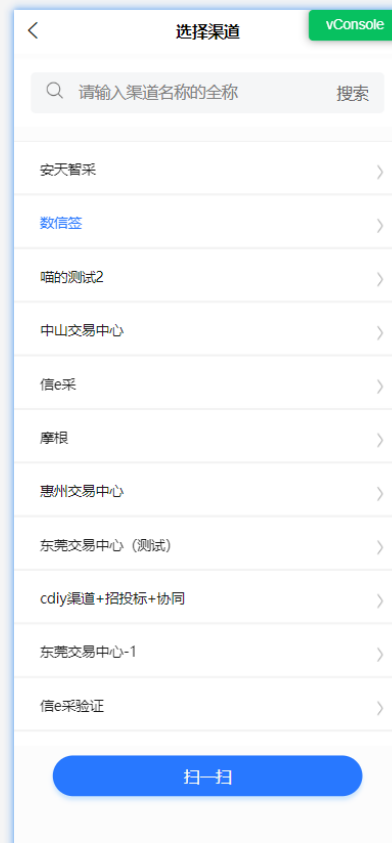 选择渠道
vConsole
请输入渠道名称的全称
搜索
安天智采
数信签
喵的测试2
中山交易中心
信e采
摩根
惠州交易中心
东莞交易中心（测试）
cdiy渠道+招投标+协同
东莞交易中心-1
信e采验证
扫一扫